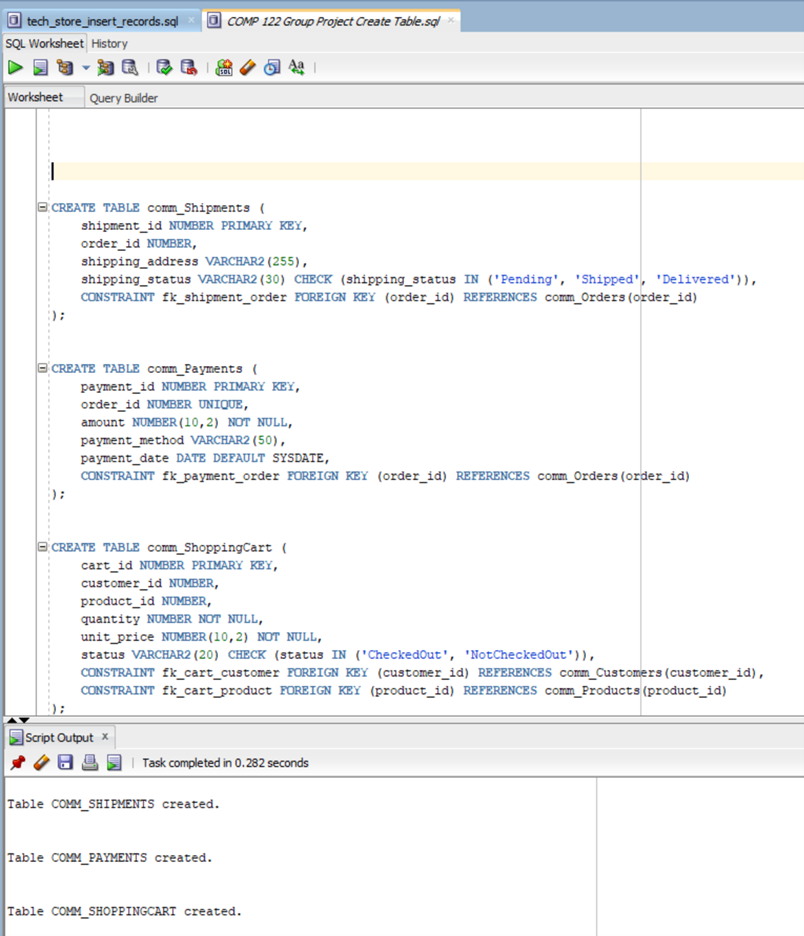 tech_store_insert_records.sql COMP 122 Group Project Create Table.sql
SQL Worksheet History
Worksheet Query Builder
CREATE TABLE comm_Shipments (
shipment_id NUMBER PRIMARY KEY,
order_id NUMBER,
shipping_address VARCHAR2(255),
shipping_status VARCHAR2(30) CHECK (shipping_status IN ('Pending', 'Shipped', 'Delivered')),
CONSTRAINT fk_shipment_order FOREIGN KEY (order_id) REFERENCES comm_Orders(order_id)
);
CREATE TABLE comm_Payments (
payment_id NUMBER PRIMARY KEY,
order_id NUMBER UNIQUE,
amount NUMBER(10,2) NOT NULL,
payment_method VARCHAR2(50),
payment_date DATE DEFAULT SYSDATE,
CONSTRAINT fk_payment_order FOREIGN KEY (order_id) REFERENCES comm_Orders(order_id)
);
CREATE TABLE comm_ShoppingCart (
cart_id NUMBER PRIMARY KEY,
customer_id NUMBER,
product_id NUMBER,
quantity NUMBER NOT NULL,
unit_price NUMBER(10,2) NOT NULL,
status VARCHAR2(20) CHECK (status IN ('CheckedOut', 'NotCheckedOut')),
CONSTRAINT fk_cart_customer FOREIGN KEY (customer_id) REFERENCES comm_Customers(customer_id),
CONSTRAINT fk_cart_product FOREIGN KEY (product_id) REFERENCES comm_Products(product_id)
);
Script Output x
Task completed in 0.282 seconds
Table COMM_SHIPMENTS created.
Table COMM_PAYMENTS created.
Table COMM_SHOPPINGCART created.